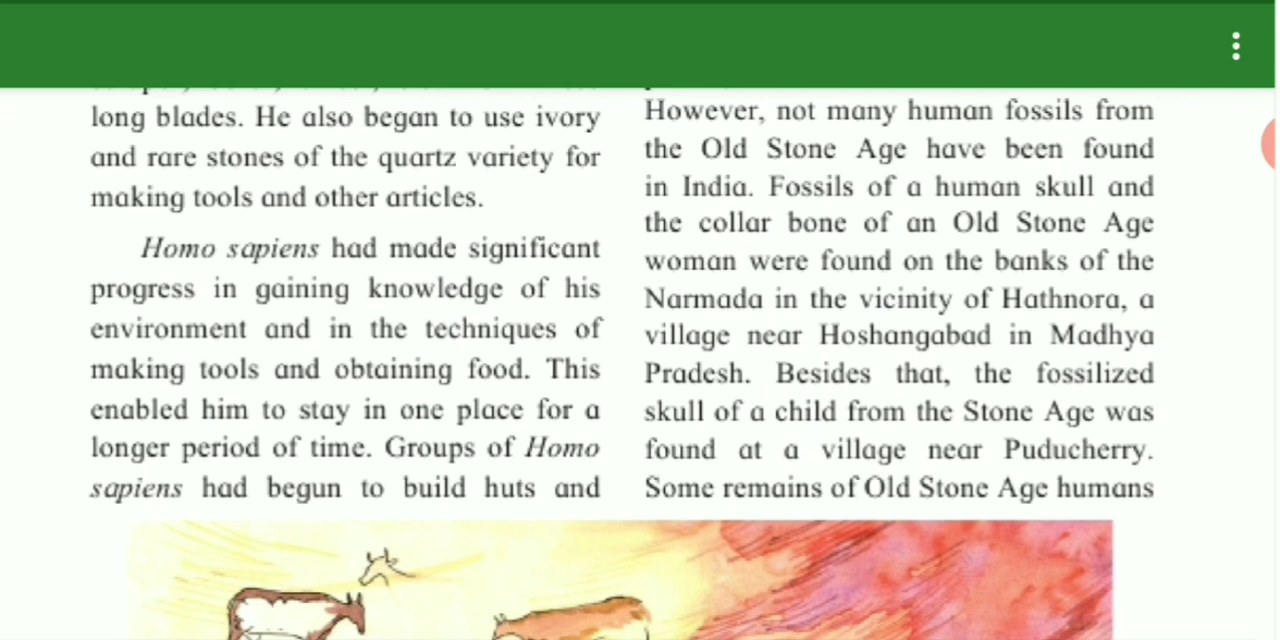 long blades. He also began to use ivory
and rare stones of the quartz variety for
making tools and other articles.
Homo sapiens had made significant
progress in gaining knowledge of his
environment and in the techniques of
making tools and obtaining food. This
enabled him to stay in one place for a
longer period of time. Groups of Homo
sapiens had begun to build huts and
However, not many human fossils from
the Old Stone Age have been found
in India. Fossils of a human skull and
the collar bone of an Old Stone Age
woman were found on the banks of the
Narmada in the vicinity of Hathnora, a
village near Hoshangabad in Madhya
Pradesh. Besides that, the fossilized
skull of a child from the Stone Age was
found at a village near Puducherry.
Some remains of Old Stone Age humans